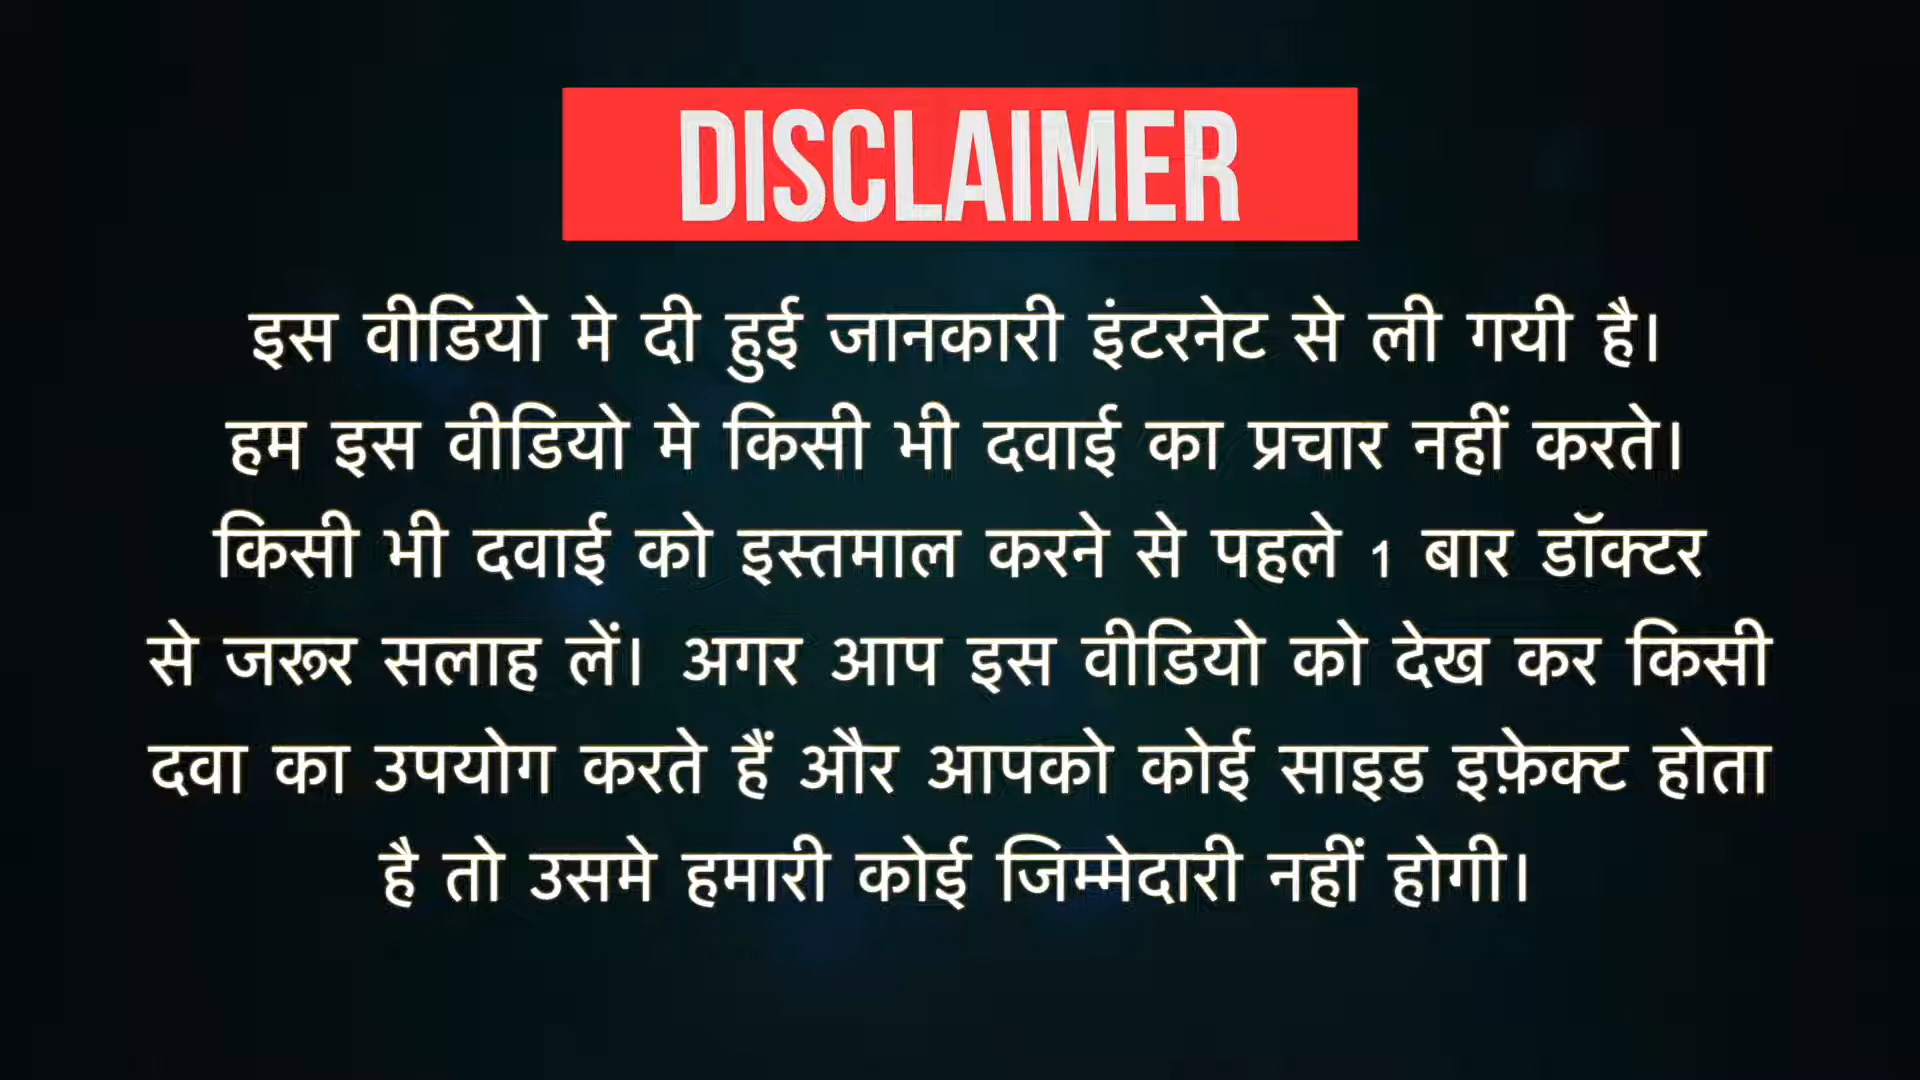 DISCLAIMER
इस वीडियो मे दी हुई जानकारी इंटरनेट से ली गयी है।
हम इस वीडियो मे किसी भी दवाई का प्रचार नहीं करते।
किसी भी दवाई को इस्तमाल करने से पहले 1 बार डॉक्टर
से जरूर सलाह लें। अगर आप इस वीडियो को देख कर किसी
दवा का उपयोग करते हैं और आपको कोई साइड इफ़ेक्ट होता
है तो उसमे हमारी कोई जिम्मेदारी नहीं होगी।